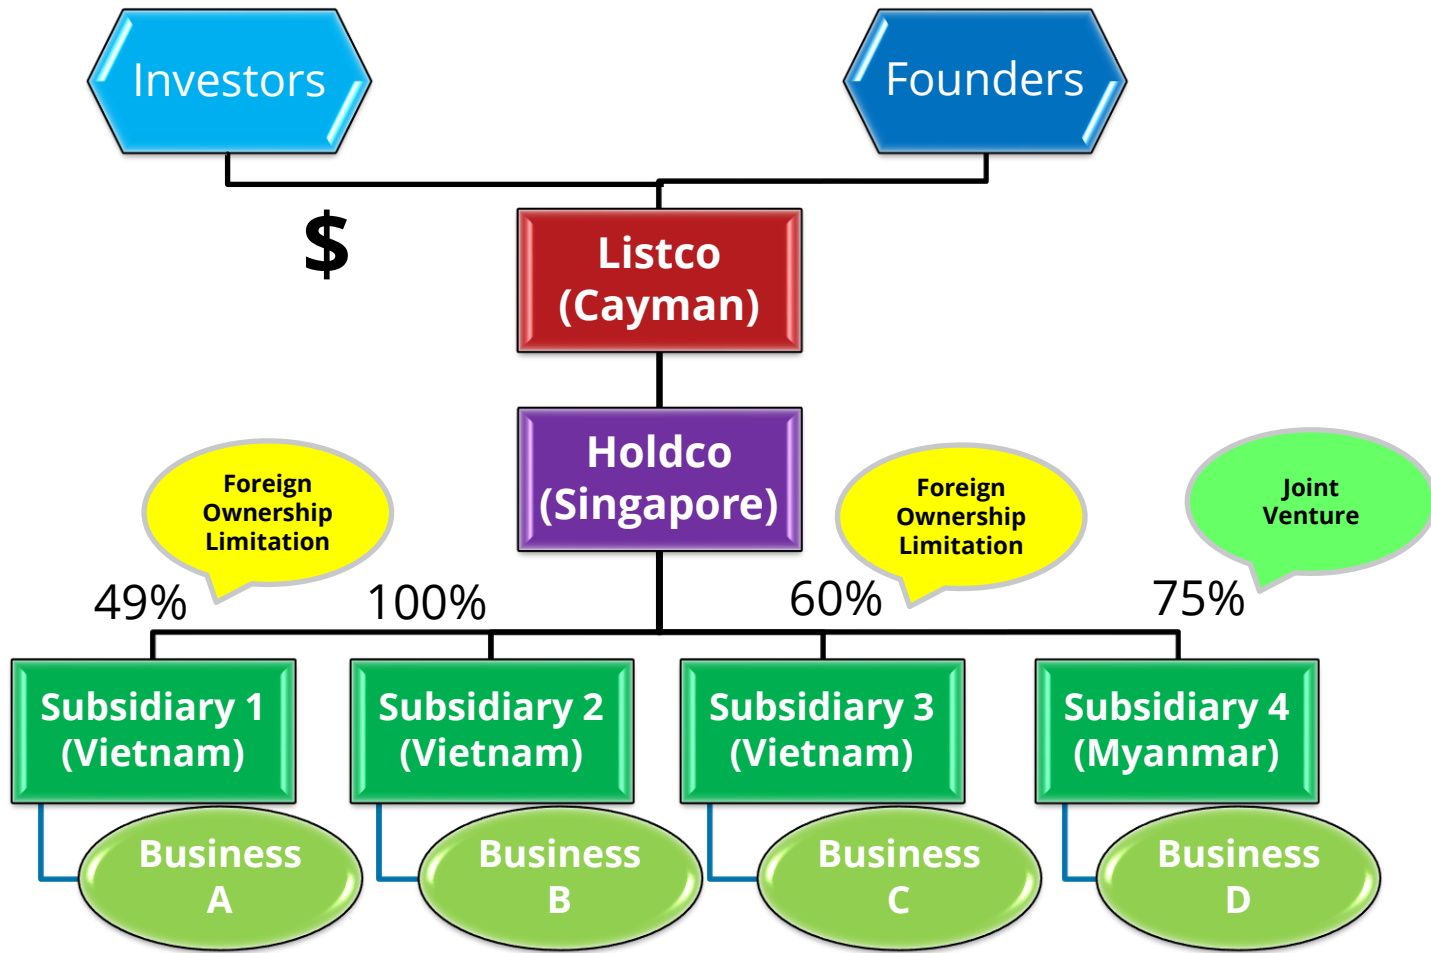 Investors
Founders
$
Listco
(Cayman)
Holdco
(Singapore)
Foreign
Ownership
Limitation
Foreign
Ownership
Limitation
Joint
Venture
49%
100%
60%
75%
Subsidiary 1
(Vietnam)
Subsidiary 2
(Vietnam)
Subsidiary 3
(Vietnam)
Subsidiary 4
(Myanmar)
Business
A
Business
B
Business
C
Business
D